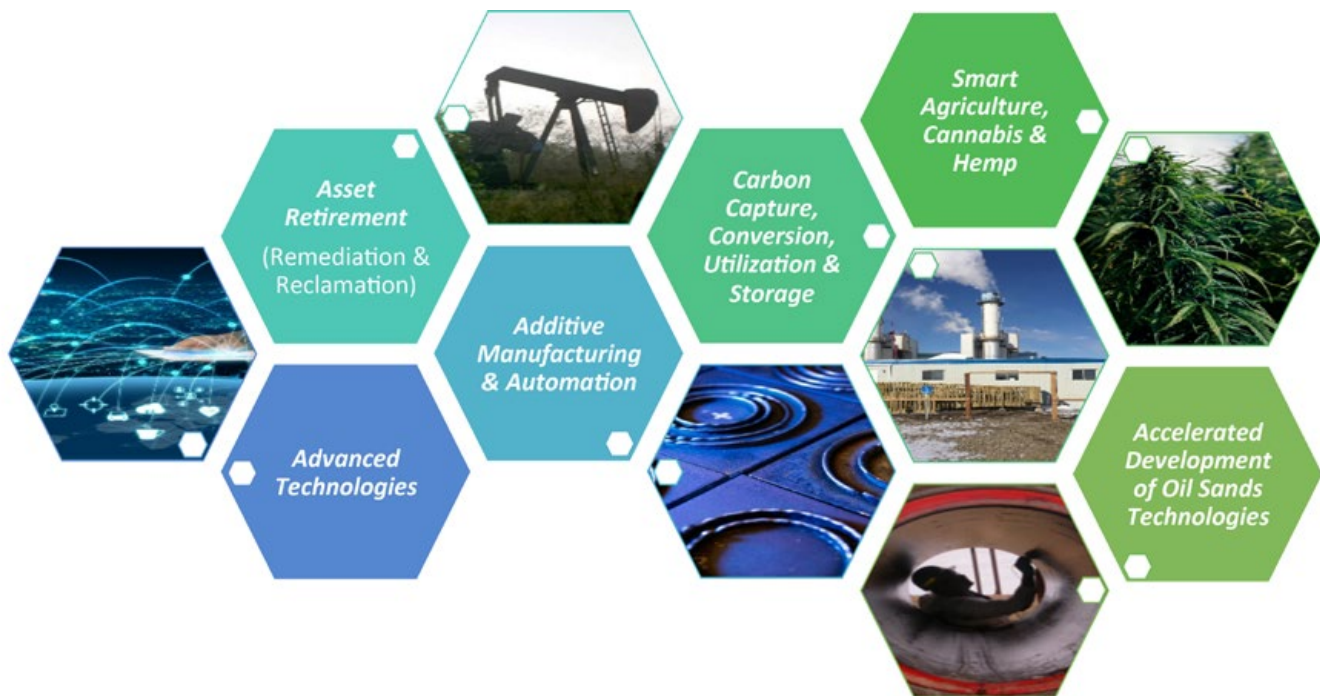 Advanced
Technologies
Asset
Retirement
(Remediation &
Reclamation)
Additive
Manufacturing
& Automation
Carbon
Capture,
Conversion,
Utilization &
Storage
Smart
Agriculture,
Cannabis &
Hemp
Accelerated
Development
of Oil Sands
Technologies